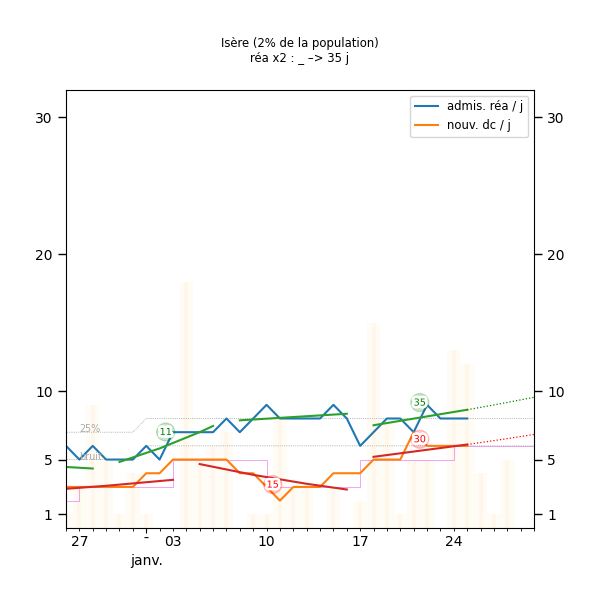 Isère (2% de la population)
réa x2 : _ –> 35 j
admis. réa / j
nouv. dc / j
30 30
20 20
10 10
5 5
1 1
25%
bruit
11
15
35
30
27 - 03 10 17 24
janv.